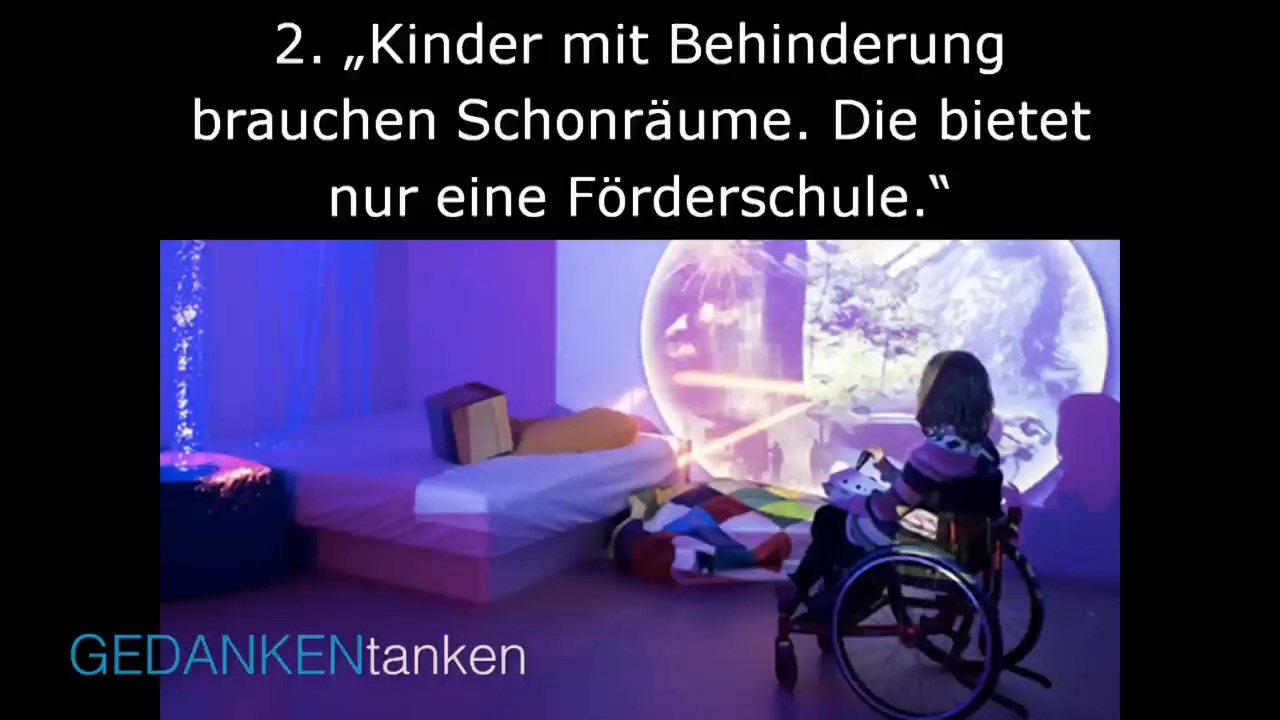 2. „Kinder mit Behinderung
brauchen Schonräume. Die bietet
nur eine Förderschule.“
GEDANKENtanken